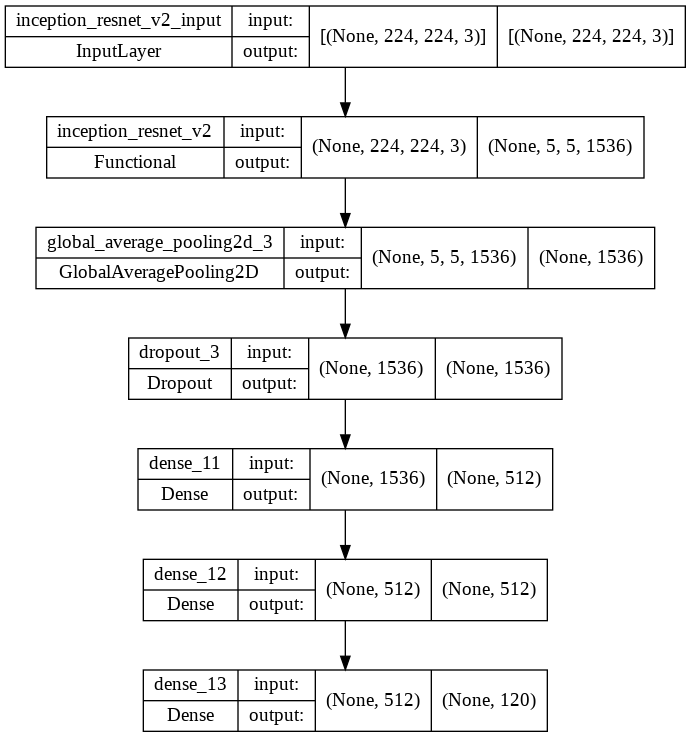 inception_resnet_v2_input input: [(None, 224, 224, 3)] [(None, 224, 224, 3)]
InputLayer output:
inception_resnet_v2 input: (None, 224, 224, 3) (None, 5, 5, 1536)
Functional output:
global_average_pooling2d_3 input: (None, 5, 5, 1536) (None, 1536)
GlobalAveragePooling2D output:
dropout_3 input: (None, 1536) (None, 1536)
Dropout output:
dense_11 input: (None, 1536) (None, 512)
Dense output:
dense_12 input: (None, 512) (None, 512)
Dense output:
dense_13 input: (None, 512) (None, 120)
Dense output: